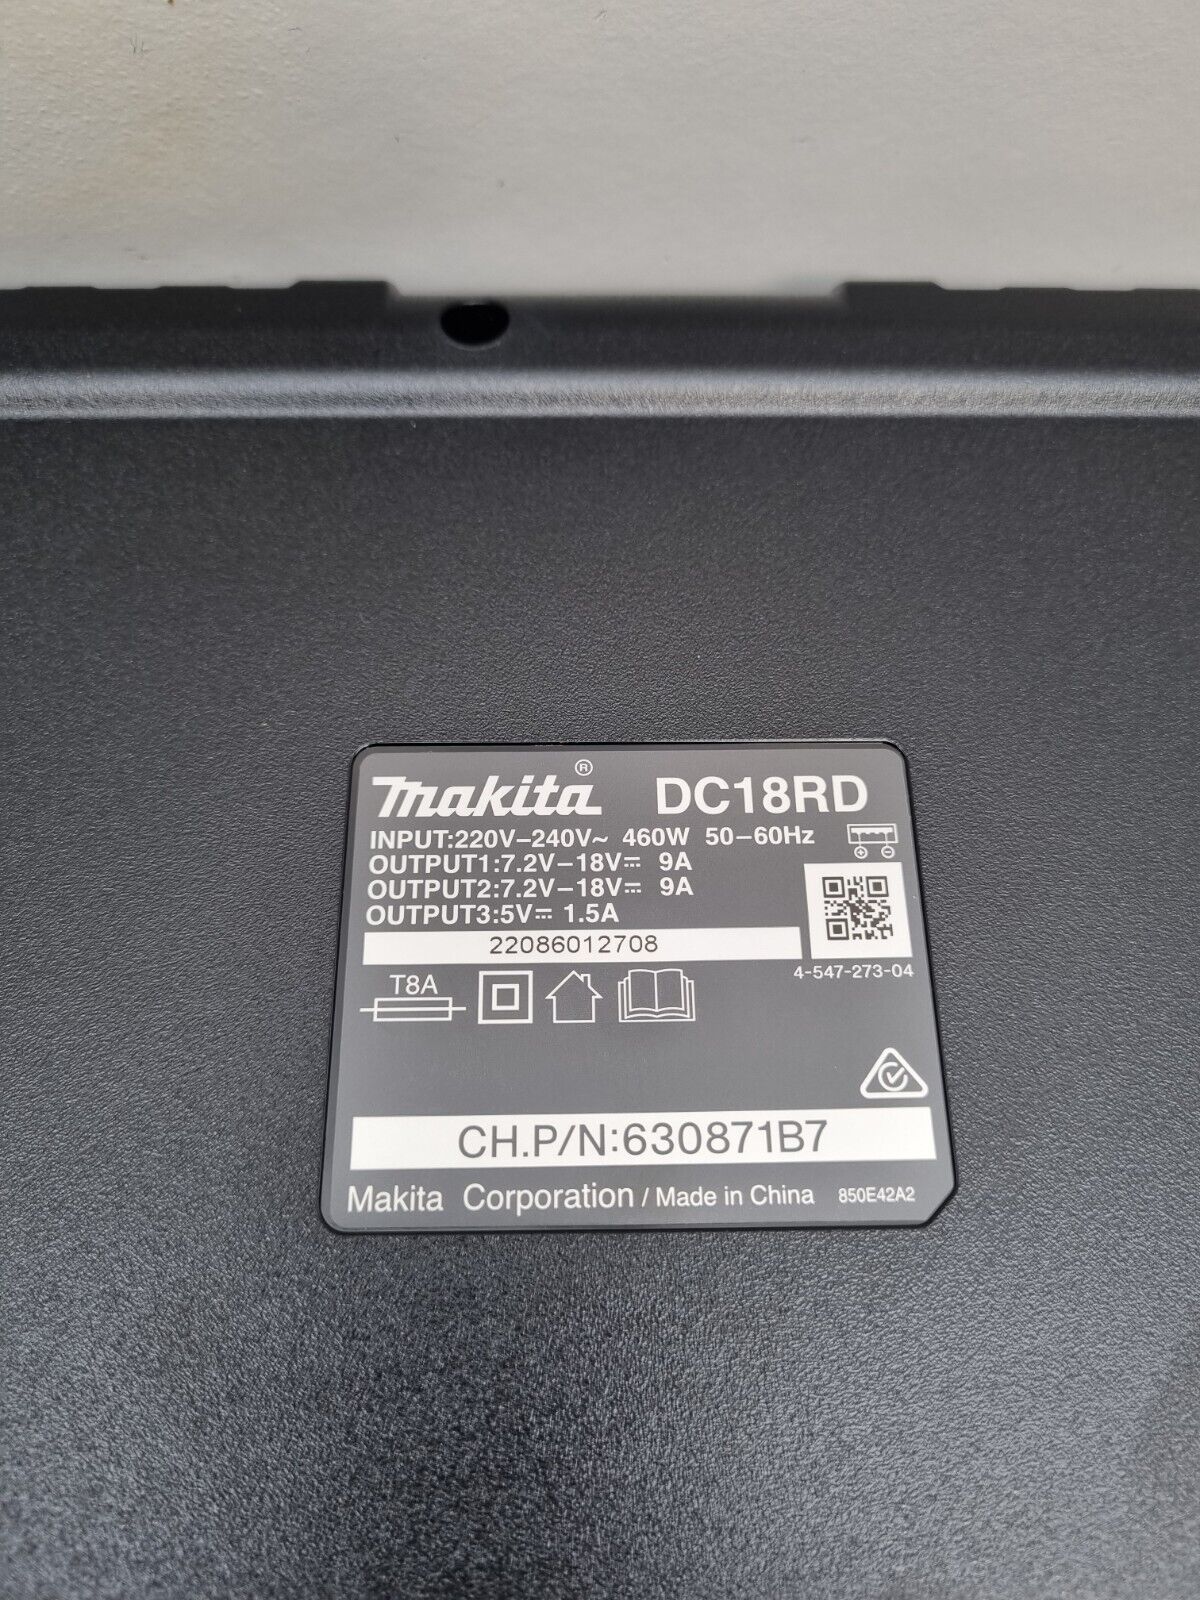 makita® DC18RD
INPUT:220V–240V~ 460W 50–60Hz
OUTPUT1:7.2V–18V⎓ 9A
OUTPUT2:7.2V–18V⎓ 9A
OUTPUT3:5V⎓ 1.5A
22086012708
4-547-273-04
T8A
CH.P/N:630871B7
Makita Corporation / Made in China 850E42A2